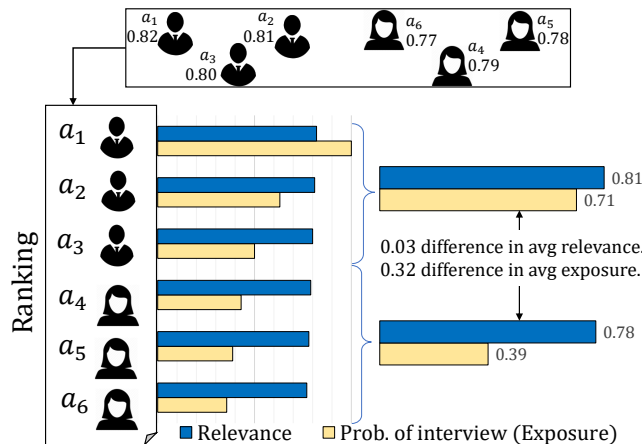 a1
0.82
a2
0.81
a3
0.80
a6
0.77
a4
0.79
a5
0.78
Ranking
a1
a2
a3
a4
a5
a6
0.81
0.71
0.03 difference in avg relevance.
0.32 difference in avg exposure.
0.78
0.39
Relevance
Prob. of interview (Exposure)